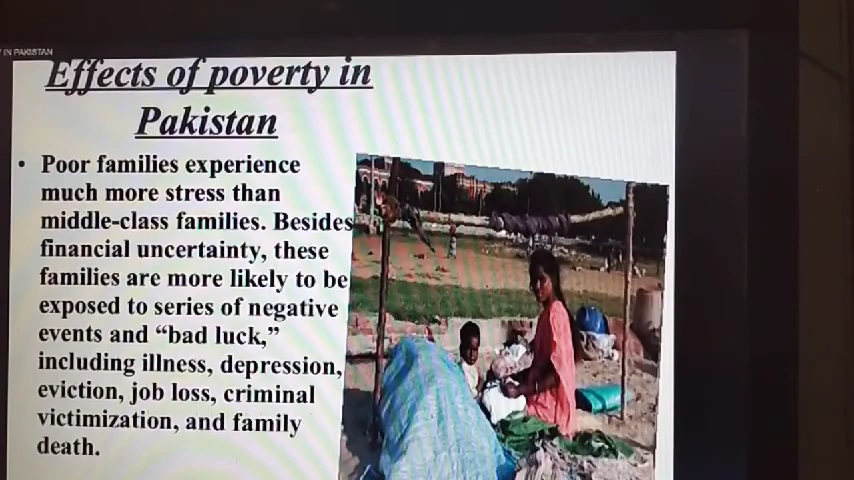 IN PAKISTAN
Effects of poverty in
Pakistan
• Poor families experience
much more stress than
middle-class families. Besides
financial uncertainty, these
families are more likely to be
exposed to series of negative
events and “bad luck,”
including illness, depression,
eviction, job loss, criminal
victimization, and family
death.